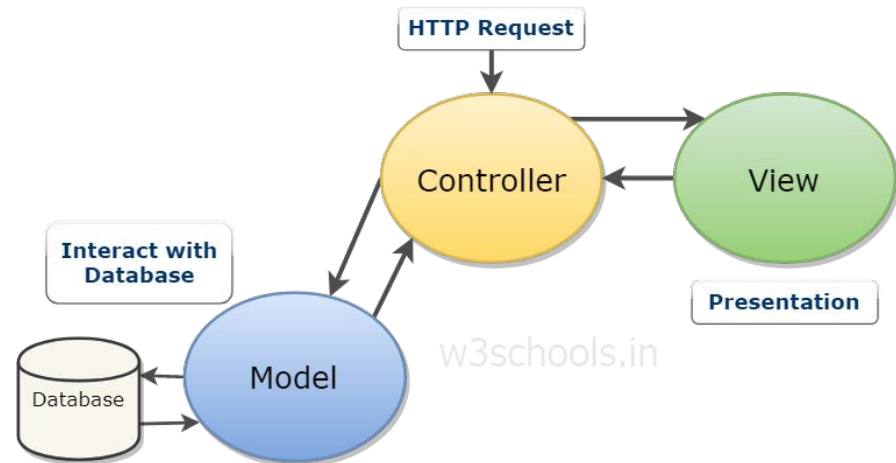 HTTP Request
Controller
View
Interact with
Database
Presentation
w3schools.in
Model
Database